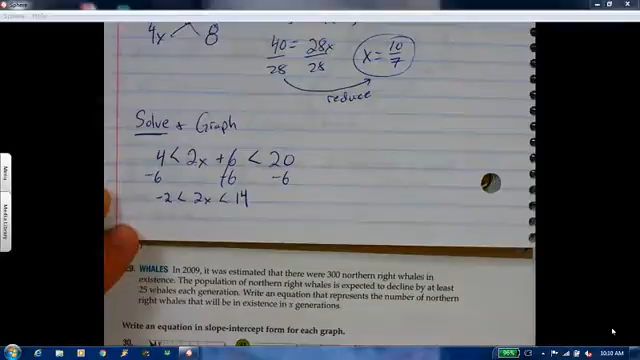 4x 8
40 = 28x x = 10/7
28 28
reduce
Solve + Graph
4 < 2x + 6 < 20
-6 -6 -6
-2 < 2x < 14
29. WHALES In 2009, it was estimated that there were 300 northern right whales in
existence. The population of northern right whales is expected to decline by at least
25 whales each generation. Write an equation that represents the number of northern
right whales that will be in existence in x generations.
Write an equation in slope-intercept form for each graph.
30.
Menu
Media Library
96%
10:10 AM